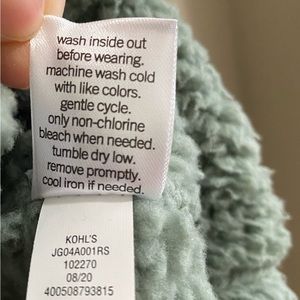 wash inside out
before wearing.
machine wash cold
with like colors.
gentle cycle.
only non-chlorine
bleach when needed.
tumble dry low.
remove promptly.
cool iron if needed.
KOHL'S
JG04A001RS
102270
08/20
400508793815